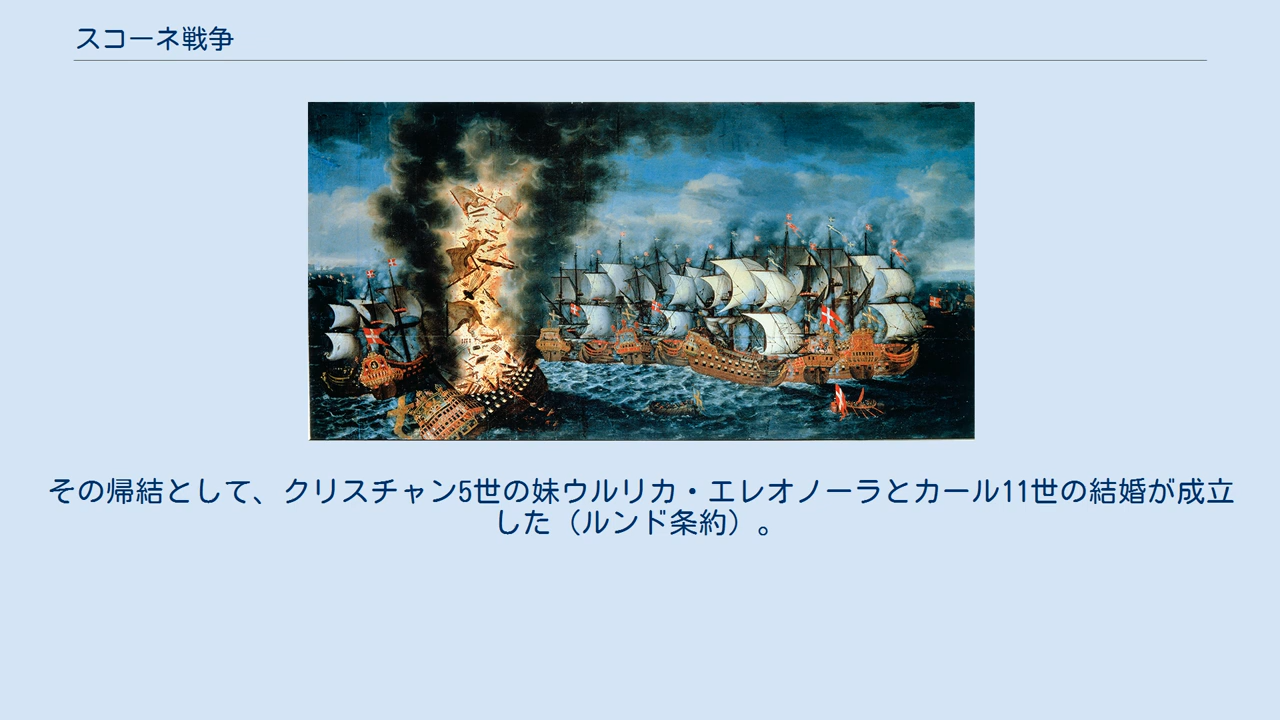 スコーネ戦争
その帰結として、クリスチャン5世の妹ウルリカ・エレオノーラとカール11世の結婚が成立
した（ルンド条約）。